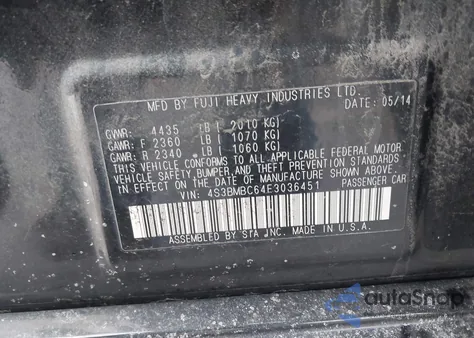 MFD BY FUJI HEAVY INDUSTRIES LTD.
DATE: 05/14
GVWR: 4435 LB ( 2010 KG)
GAWR: F 2360 LB ( 1070 KG)
GAWR: R 2340 LB ( 1060 KG)
THIS VEHICLE CONFORMS TO ALL APPLICABLE FEDERAL MOTOR
VEHICLE SAFETY, BUMPER, AND THEFT PREVENTION STANDARDS
IN EFFECT ON THE DATE OF MANUFACTURE SHOWN ABOVE.
VIN: 4S3BMBC64E3036451 PASSENGER CAR
ASSEMBLED BY SIA, INC. MADE IN U.S.A.
autoSnap